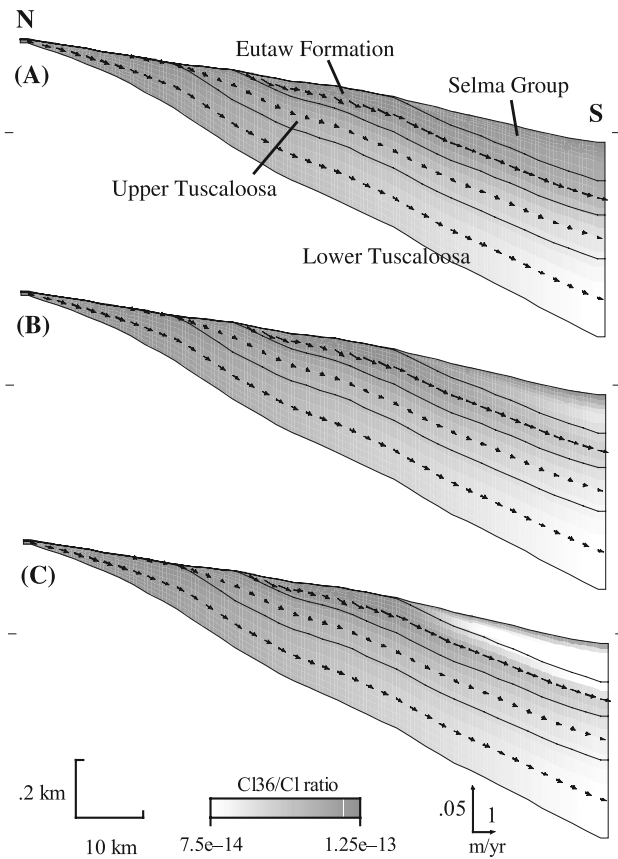 N
Eutaw Formation
(A)
Selma Group
S
Upper Tuscaloosa
Lower Tuscaloosa
(B)
(C)
.2 km
10 km
Cl36/Cl ratio
7.5e–14
1.25e–13
.05
1
m/yr